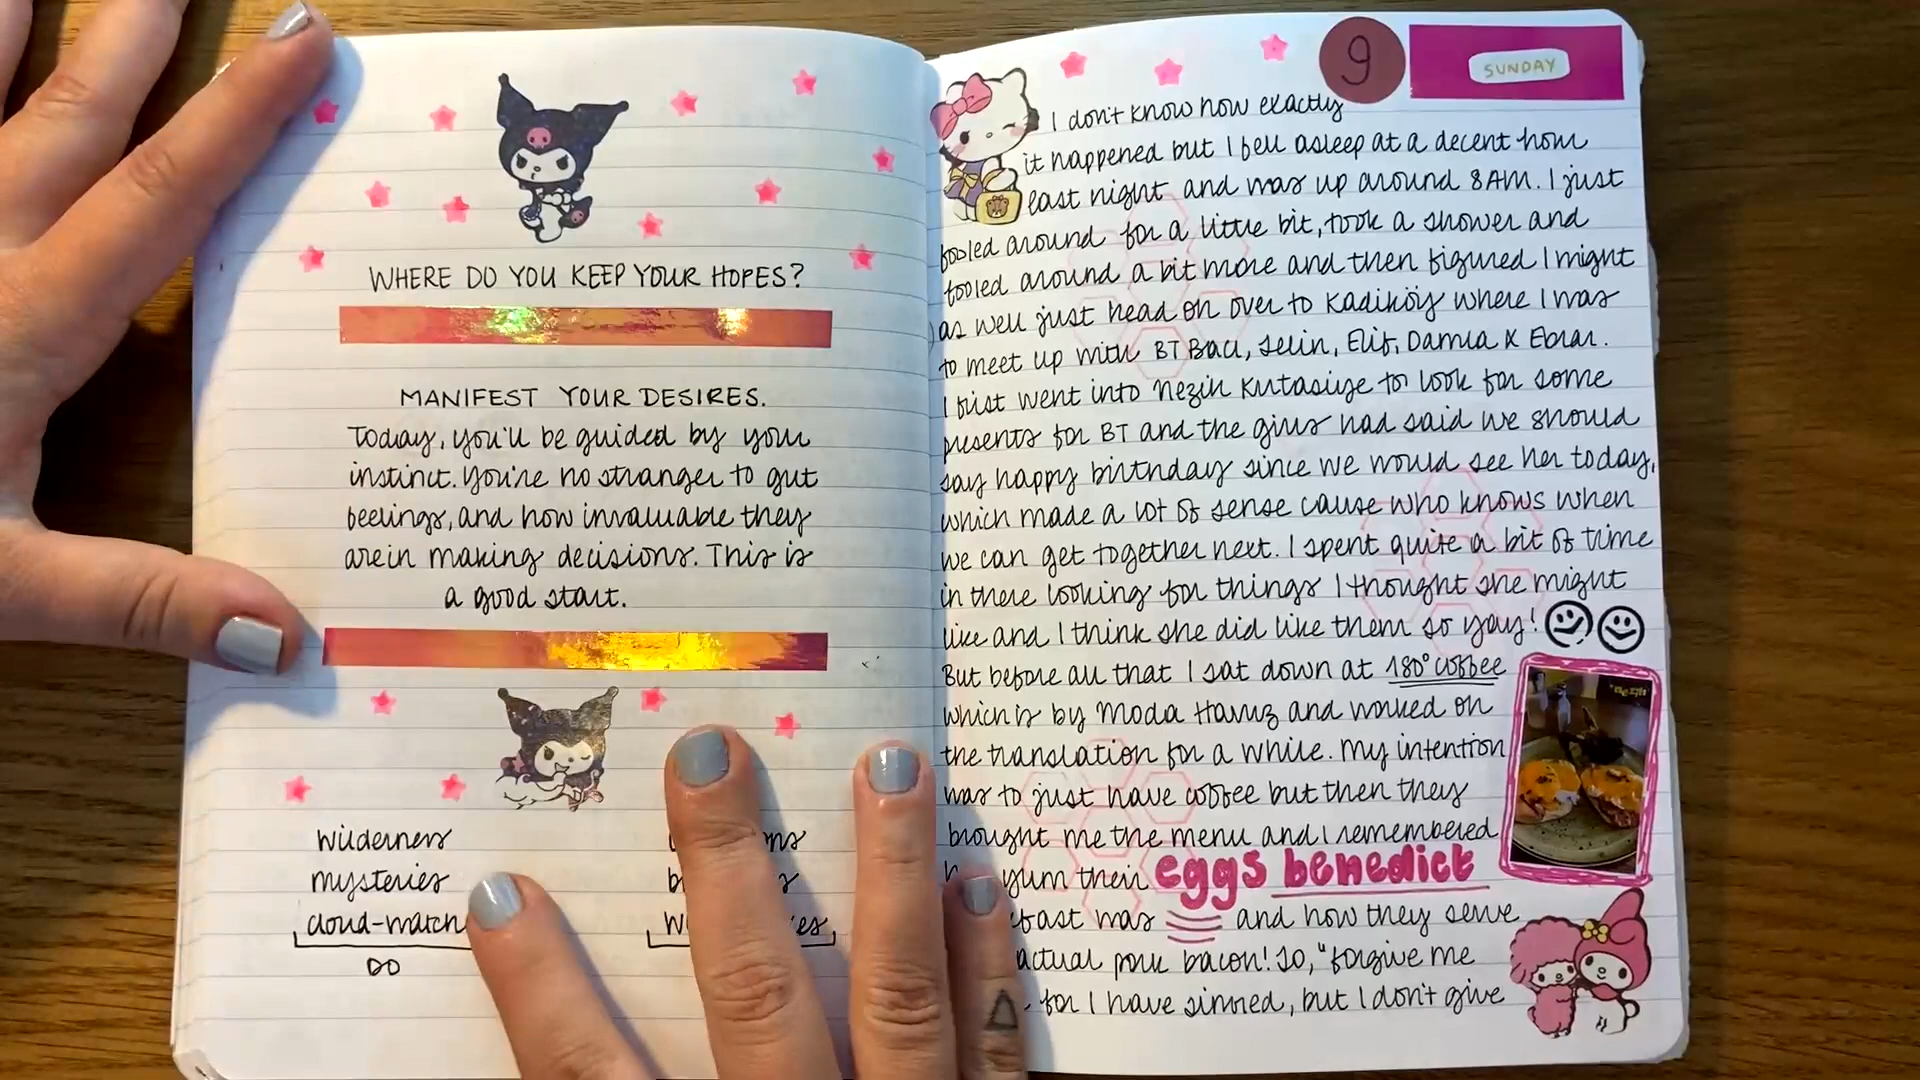 WHERE DO YOU KEEP YOUR HOPES?
MANIFEST YOUR DESIRES.
Today, you'll be guided by your
instinct. You're no stranger to gut
feelings, and how invaluable they
are in making decisions. This is
a good start.
wilderness
mysteries
cloud-watch
DO
9
SUNDAY
I don't know how exactly
it happened but I fell asleep at a decent hour
last night and was up around 8AM. I just
fooled around for a little bit, took a shower and
fooled around a bit more and then figured I might
as well just head on over to Kadıköy where I was
to meet up with BT Bacı, Selin, Elif, Damla & Ebrar.
I first went into Nezih Kırtasiye to look for some
presents for BT and the girls had said we should
say happy birthday since we would see her today,
which made a lot of sense cause who knows when
we can get together next. I spent quite a bit of time
in there looking for things I thought she might
like and I think she did like them so yay!
But before all that I sat down at 180° coffee
which is by Moda Havuz and worked on
the translation for a while. My intention
was to just have coffee but then they
brought me the menu and I remembered
yum their eggs benedict
was and how they serve
actual pork bacon! So, "forgive me
for I have sinned, but I don't give